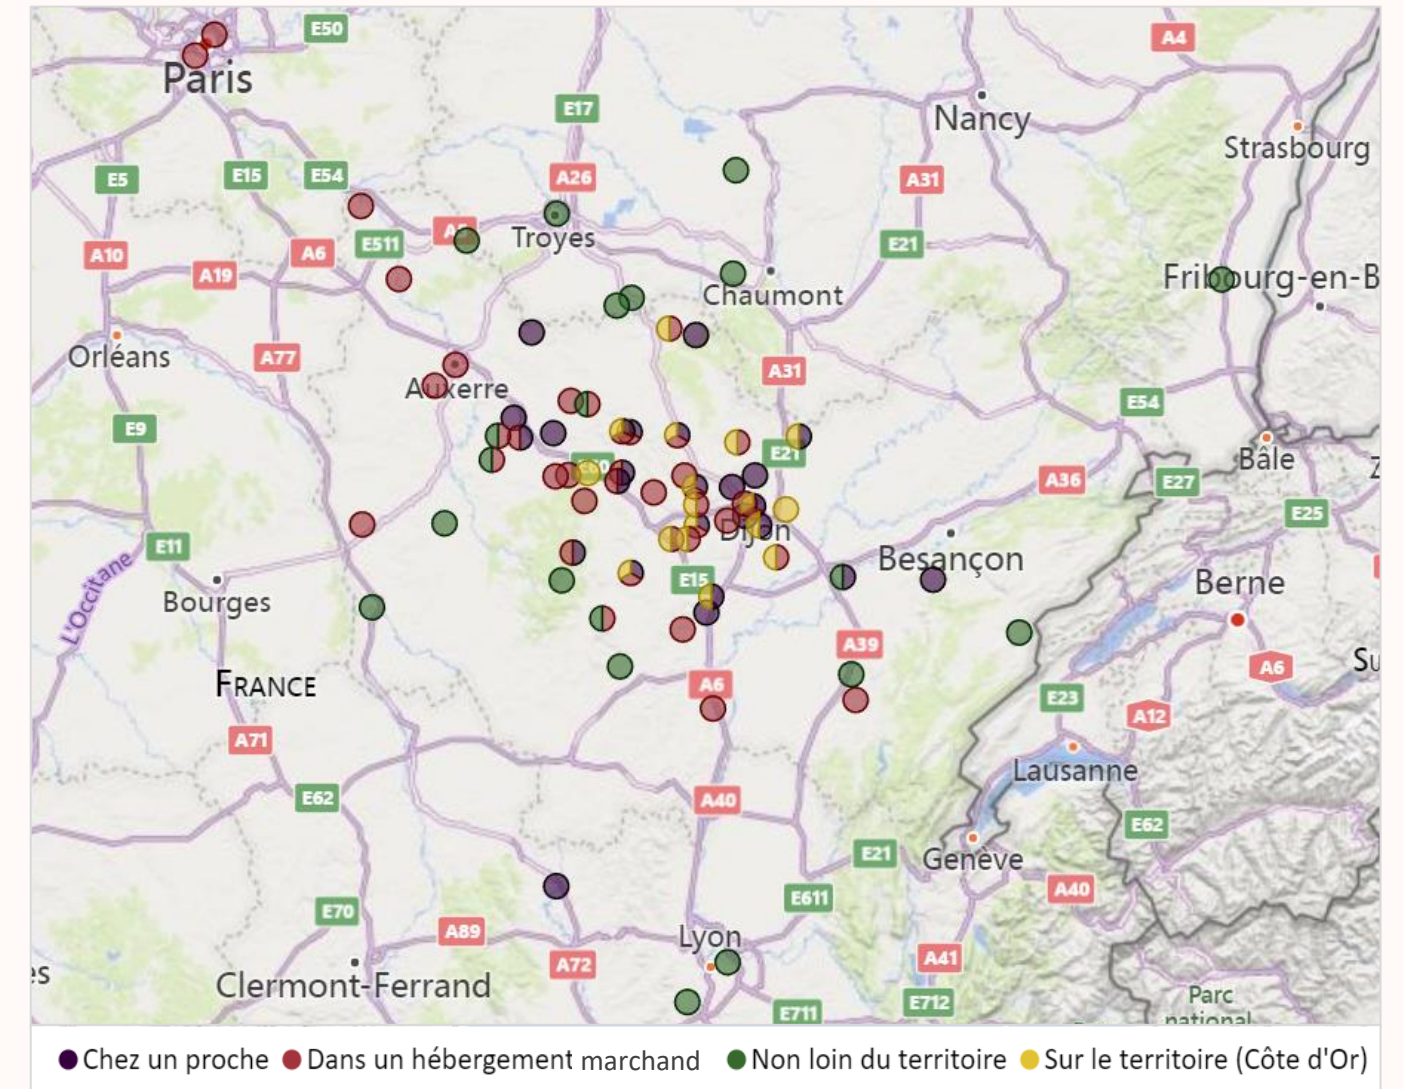 E50
A4
Paris
E17
Nancy
Strasbourg
E5
E15
E54
A26
A31
Troyes
A10
A19
A6
E511
E21
Fribourg-en-B
Chaumont
Orléans
A77
A31
Auxerre
E9
E54
E21
Bâle
A36
E27
E25
E11
Dijon
Besançon
L'Occitane
Bourges
E15
Berne
A39
FRANCE
A6
A6
Su
E23
A12
A71
Lausanne
E62
A40
E62
E21
Genève
A40
E611
E70
A89
Lyon
A41
A72
es
Clermont-Ferrand
E711
E712
Parc
national
Chez un proche Dans un hébergement marchand Non loin du territoire Sur le territoire (Côte d'Or)